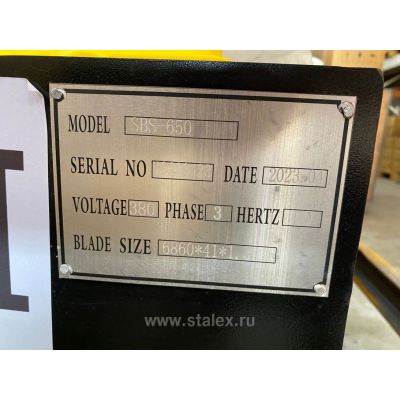 MODEL SBS-650
SERIAL NO DATE 2023.0
VOLTAGE 380 PHASE 3 HERTZ
BLADE SIZE 6860*41*1.
www.stalex.ru